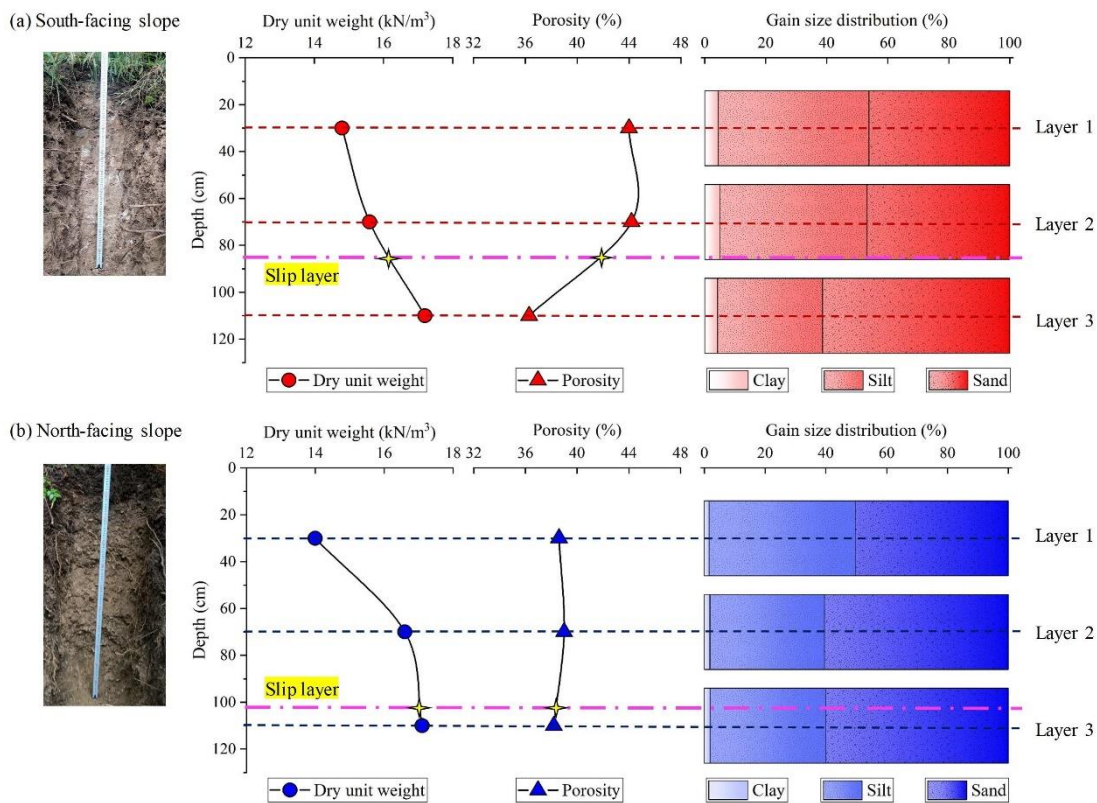 (a) South-facing slope
Dry unit weight (kN/m³)
Porosity (%)
Gain size distribution (%)
12 14 16 18 32 36 40 44 48 0 20 40 60 80 100
0
20
40
60
80
100
120
Depth (cm)
Layer 1
Layer 2
Slip layer
Layer 3
Dry unit weight
Porosity
Clay
Silt
Sand
(b) North-facing slope
Dry unit weight (kN/m³)
Porosity (%)
Gain size distribution (%)
12 14 16 18 32 36 40 44 48 0 20 40 60 80 100
0
20
40
60
80
100
120
Depth (cm)
Layer 1
Layer 2
Slip layer
Layer 3
Dry unit weight
Porosity
Clay
Silt
Sand